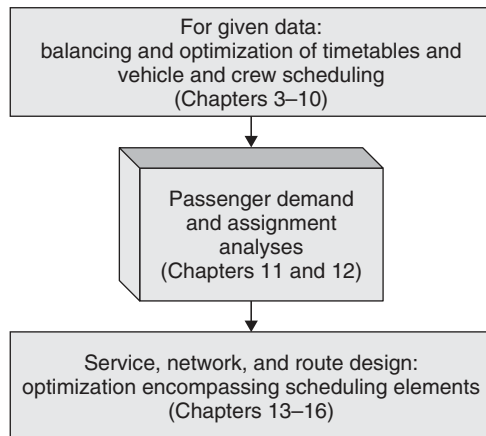 For given data:
balancing and optimization of timetables and
vehicle and crew scheduling
(Chapters 3–10)
Passenger demand
and assignment
analyses
(Chapters 11 and 12)
Service, network, and route design:
optimization encompassing scheduling elements
(Chapters 13–16)